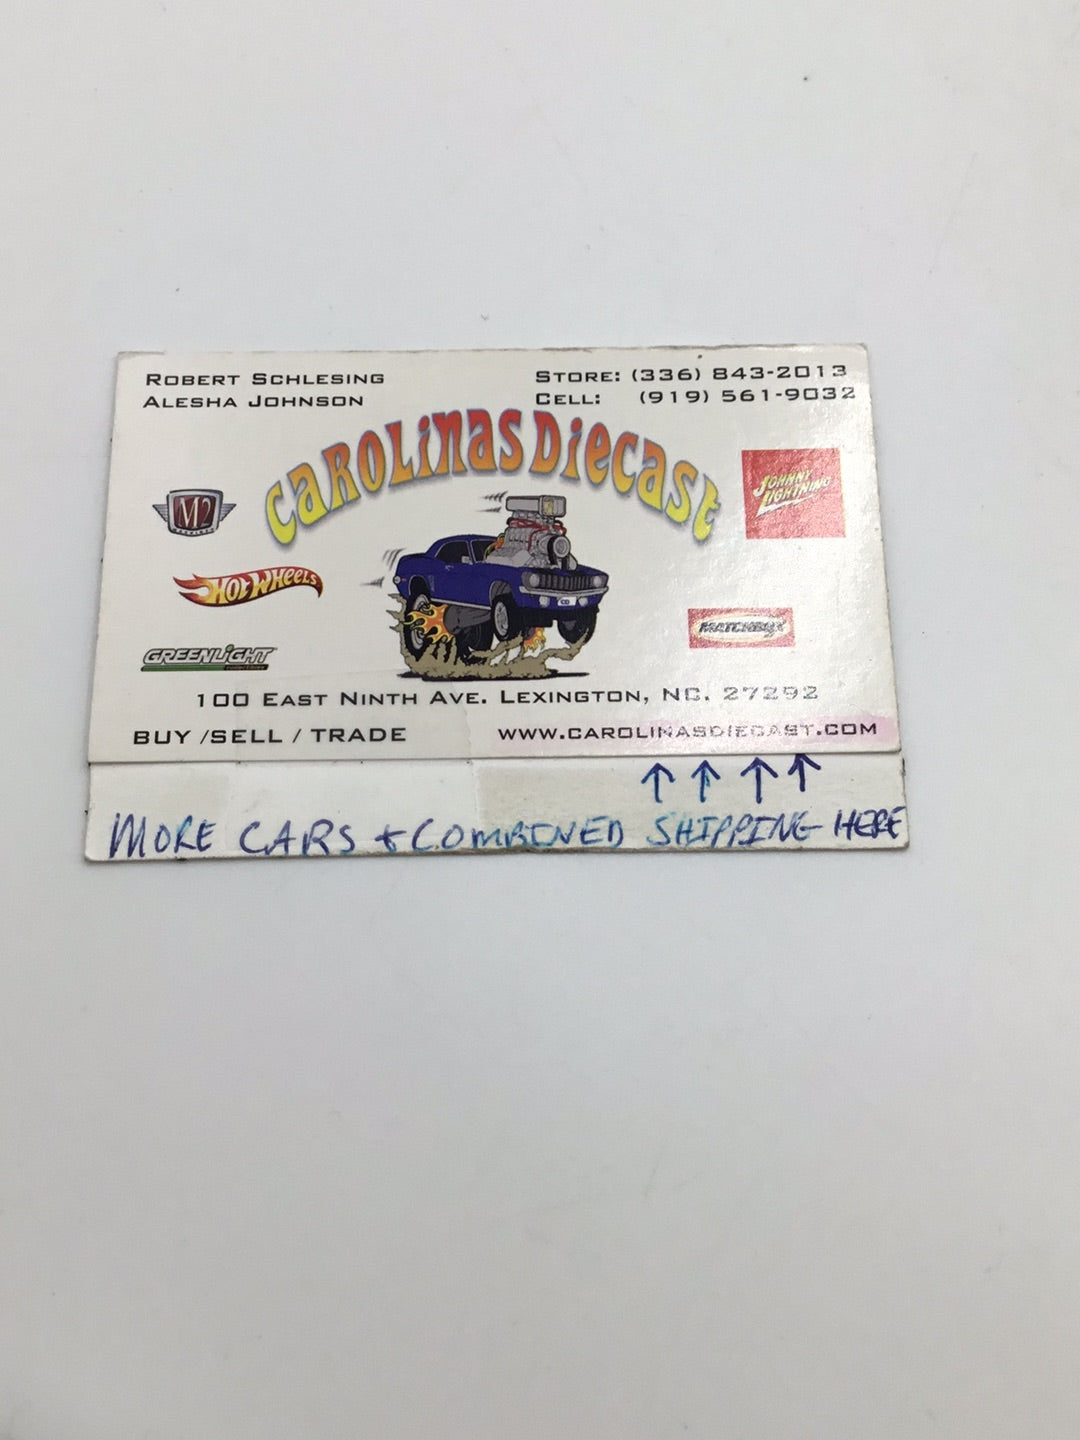 ROBERT SCHLESING
ALESHA JOHNSON
STORE: (336) 843-2013
CELL: (919) 561-9032
CAROLINAS DIECAST
M2
JOHNNY LIGHTNING
HOT WHEELS
MATCHBOX
GREENLIGHT
100 EAST NINTH AVE. LEXINGTON, NC. 27292
BUY /SELL / TRADE
WWW.CAROLINASDIECAST.COM
MORE CARS + COMBINED SHIPPING HERE